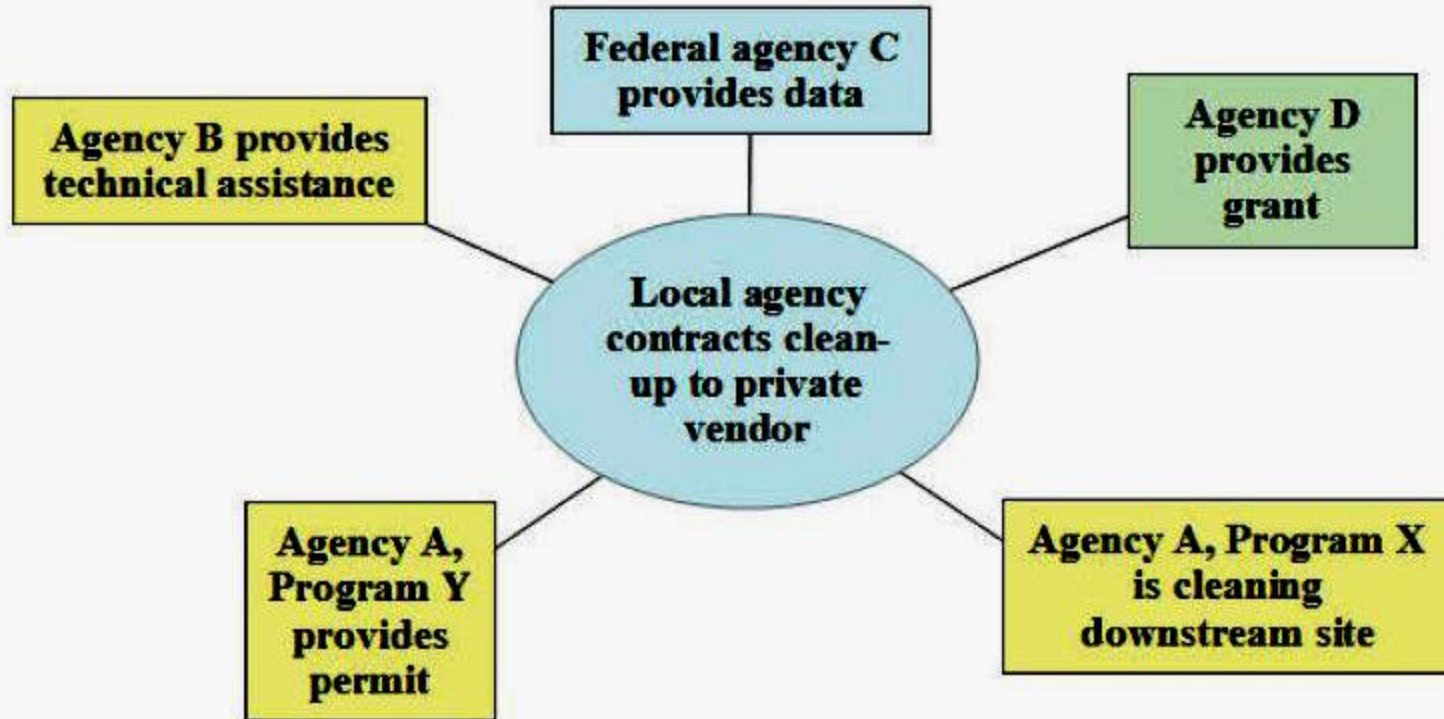 Federal agency C
provides data
Agency B provides
technical assistance
Agency D
provides
grant
Local agency
contracts clean-
up to private
vendor
Agency A,
Program Y
provides
permit
Agency A, Program X
is cleaning
downstream site